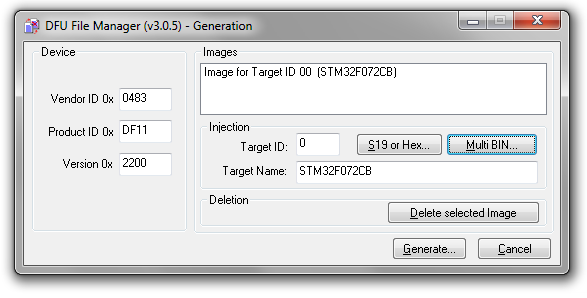 DFU File Manager (v3.0.5) - Generation
Device
Vendor ID 0x 0483
Product ID 0x DF11
Version 0x 2200
Images
Image for Target ID 00 (STM32F072CB)
Injection
Target ID: 0 S19 or Hex... Multi BIN...
Target Name: STM32F072CB
Deletion
Delete selected Image
Generate... Cancel